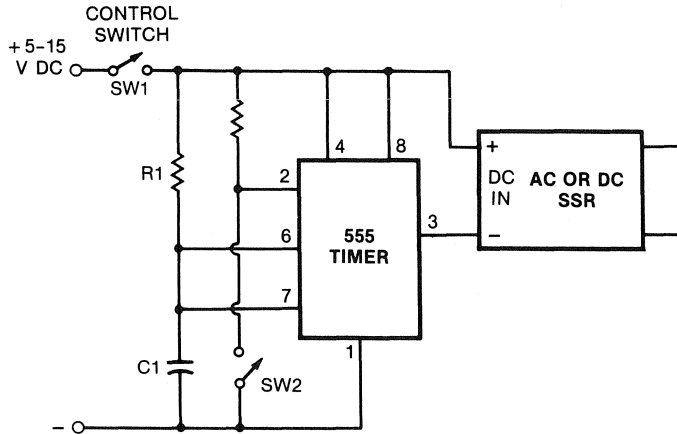 CONTROL
SWITCH
+ 5–15
V DC
SW1
R1
4
8
2
6
7
1
3
555
TIMER
+
DC
IN
−
AC OR DC
SSR
C1
SW2
−